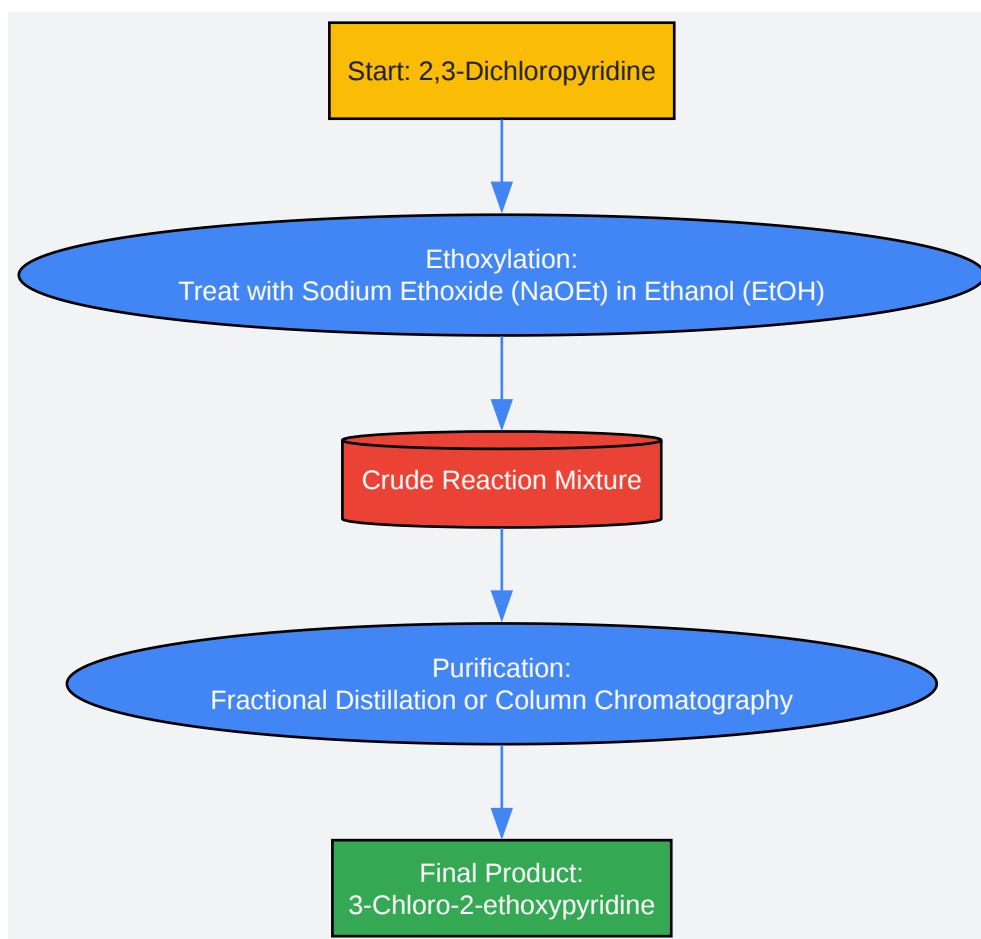 Start: 2,3-Dichloropyridine
Ethoxylation:
Treat with Sodium Ethoxide (NaOEt) in Ethanol (EtOH)
Crude Reaction Mixture
Purification:
Fractional Distillation or Column Chromatography
Final Product:
3-Chloro-2-ethoxypyridine